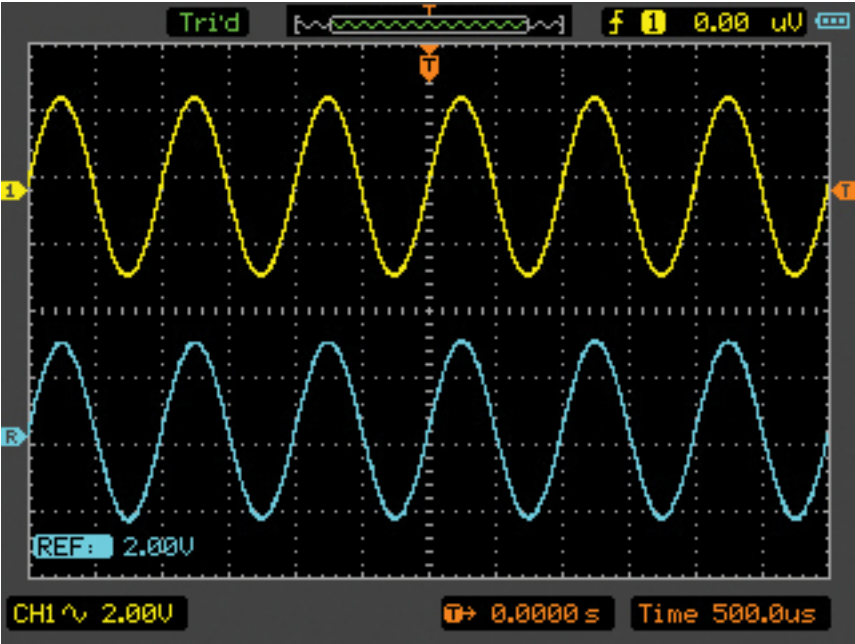 T
Tri'd
1 0.00 uV
T
1
T
R
REF: 2.00V
CH1 2.00V
T→ 0.0000s
Time 500.0us